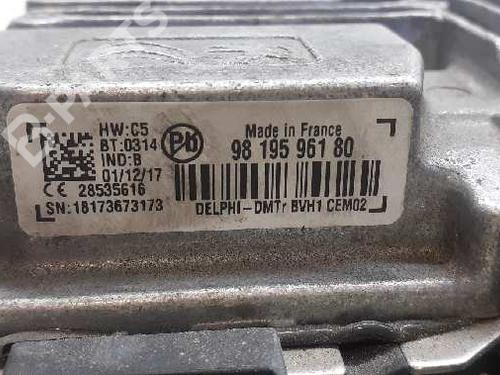 HW:C5
BT:0314
IND:B
01/12/17
CE 28535616
SN:18173673173
Pb
Made in France
98 195 961 80
DELPHI-DMTr BVH1 CEM02
B-PARTS